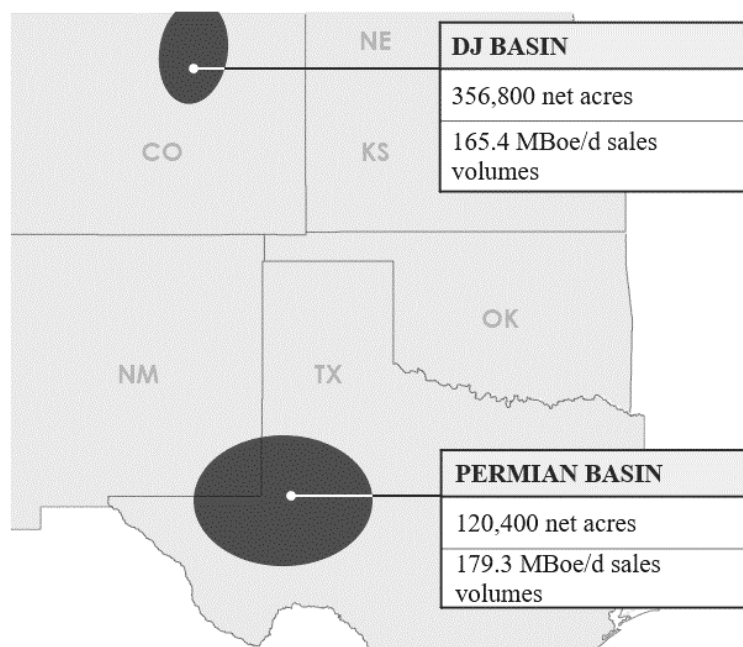 NE
DJ BASIN
356,800 net acres
165.4 MBoe/d sales
volumes
CO
KS
OK
NM
TX
PERMIAN BASIN
120,400 net acres
179.3 MBoe/d sales
volumes